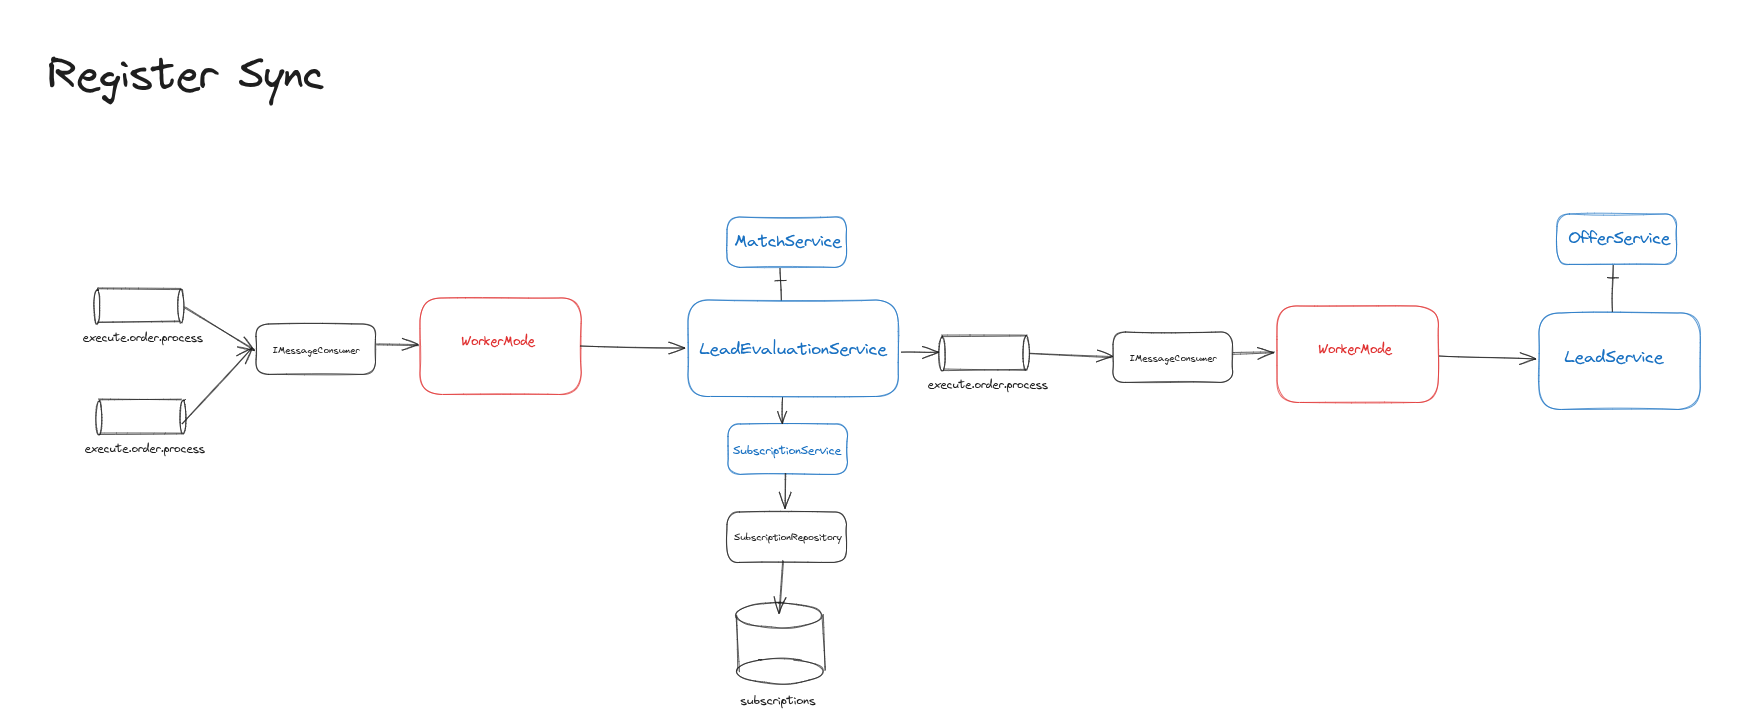 Register Sync
MatchService
OfferService
execute.order.process
IMessageConsumer
WorkerMode
LeadEvaluationService
execute.order.process
IMessageConsumer
WorkerMode
LeadService
execute.order.process
SubscriptionService
SubscriptionRepository
subscriptions